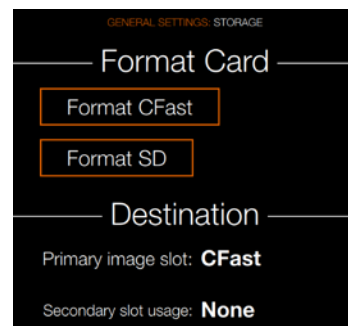 GENERAL SETTINGS: STORAGE
Format Card
Format CFast
Format SD
Destination
Primary image slot: CFast
Secondary slot usage: None